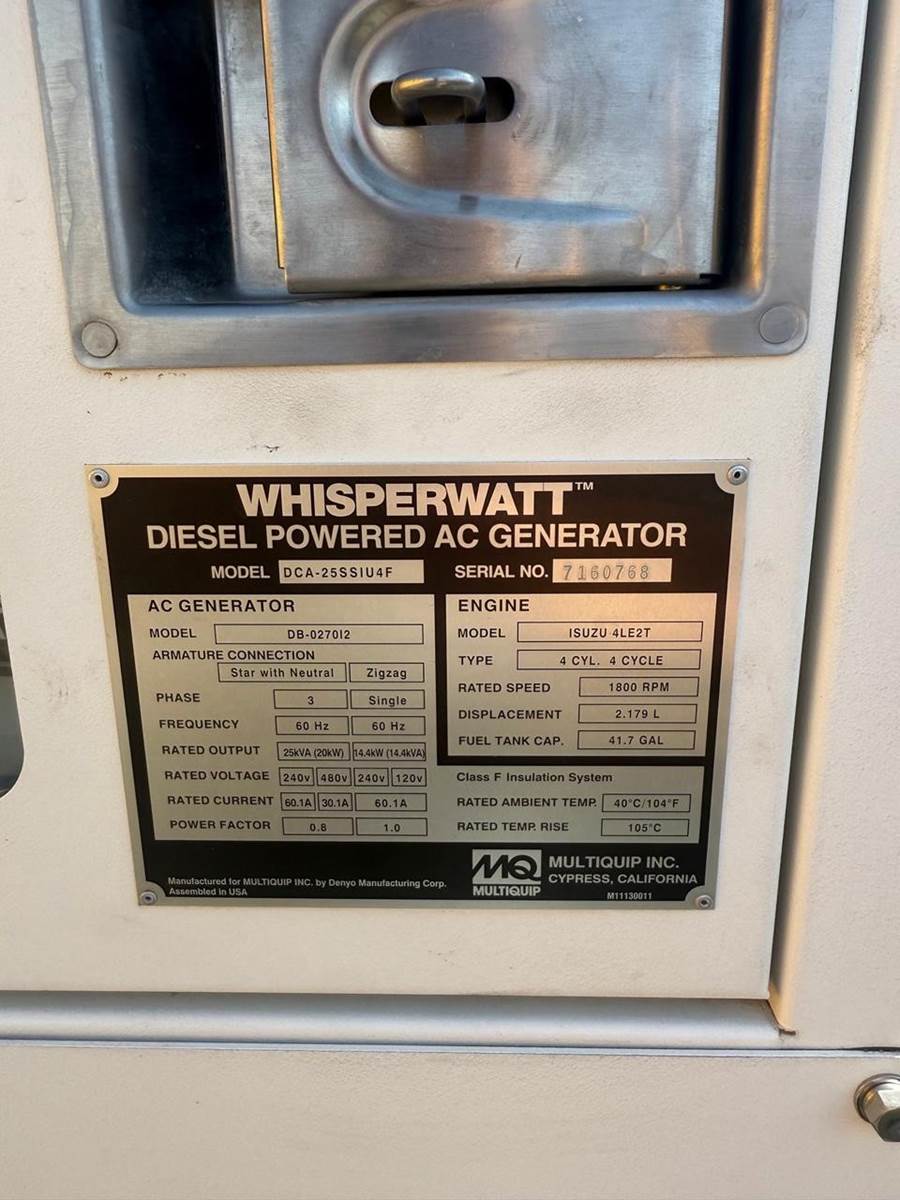 WHISPERWATT™
DIESEL POWERED AC GENERATOR
MODEL DCA-25SSIU4F
SERIAL NO. 7160768
AC GENERATOR
MODEL DB-0270I2
ARMATURE CONNECTION
Star with Neutral Zigzag
PHASE 3 Single
FREQUENCY 60 Hz 60 Hz
RATED OUTPUT 25kVA (20kW) 14.4kW (14.4kVA)
RATED VOLTAGE 240v 480v 240v 120v
RATED CURRENT 60.1A 30.1A 60.1A
POWER FACTOR 0.8 1.0
ENGINE
MODEL ISUZU 4LE2T
TYPE 4 CYL. 4 CYCLE
RATED SPEED 1800 RPM
DISPLACEMENT 2.179 L
FUEL TANK CAP. 41.7 GAL
Class F Insulation System
RATED AMBIENT TEMP. 40°C/104°F
RATED TEMP. RISE 105°C
Manufactured for MULTIQUIP INC. by Denyo Manufacturing Corp.
Assembled in USA
MQ
MULTIQUIP
MULTIQUIP INC.
CYPRESS, CALIFORNIA
M11130011